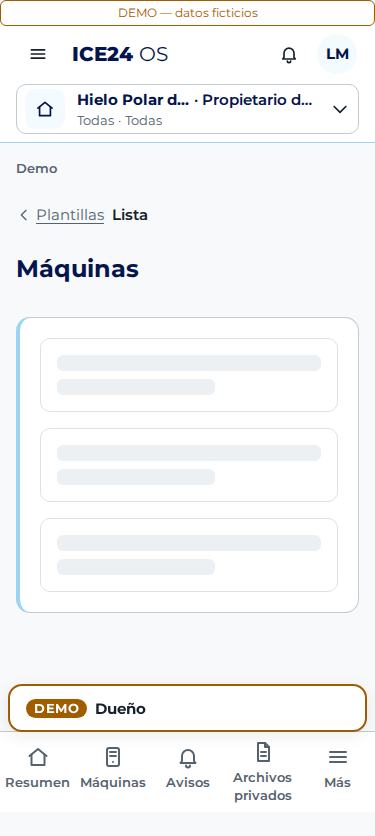 DEMO — datos ficticios
ICE24 OS
LM
Hielo Polar d... · Propietario d...
Todas · Todas
Demo
Plantillas Lista
Máquinas
DEMO Dueño
Resumen Máquinas Avisos Archivos privados Más